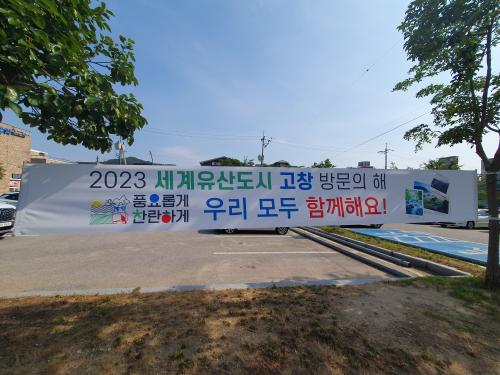 2023 세계유산도시 고창 방문의 해
풍요롭게
찬란하게
우리 모두 함께해요!